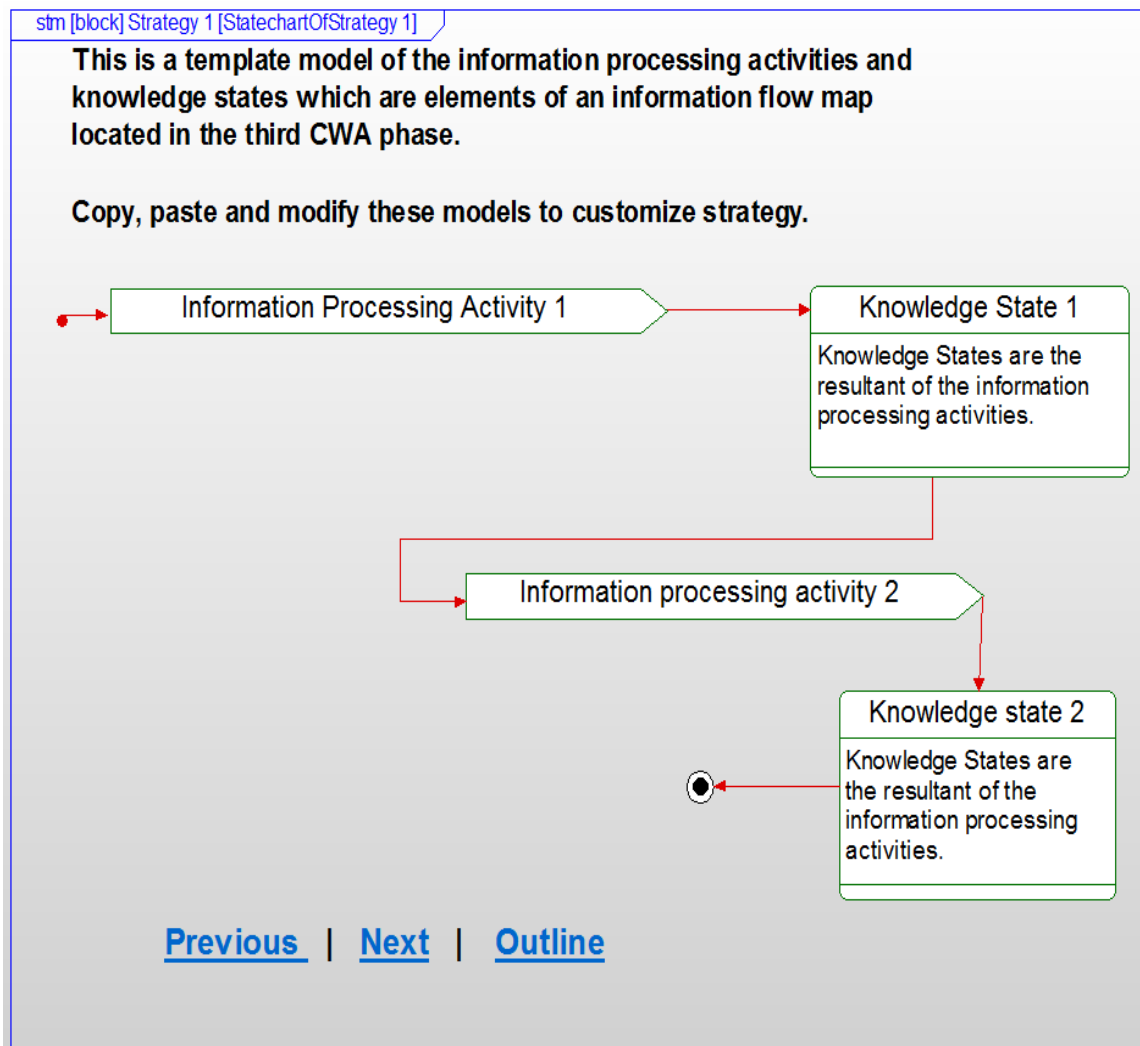 stm [block] Strategy 1 [StatechartOfStrategy 1]
This is a template model of the information processing activities and
knowledge states which are elements of an information flow map
located in the third CWA phase.
Copy, paste and modify these models to customize strategy.
Information Processing Activity 1
Knowledge State 1
Knowledge States are the
resultant of the information
processing activities.
Information processing activity 2
Knowledge state 2
Knowledge States are
the resultant of the
information processing
activities.
Previous | Next | Outline